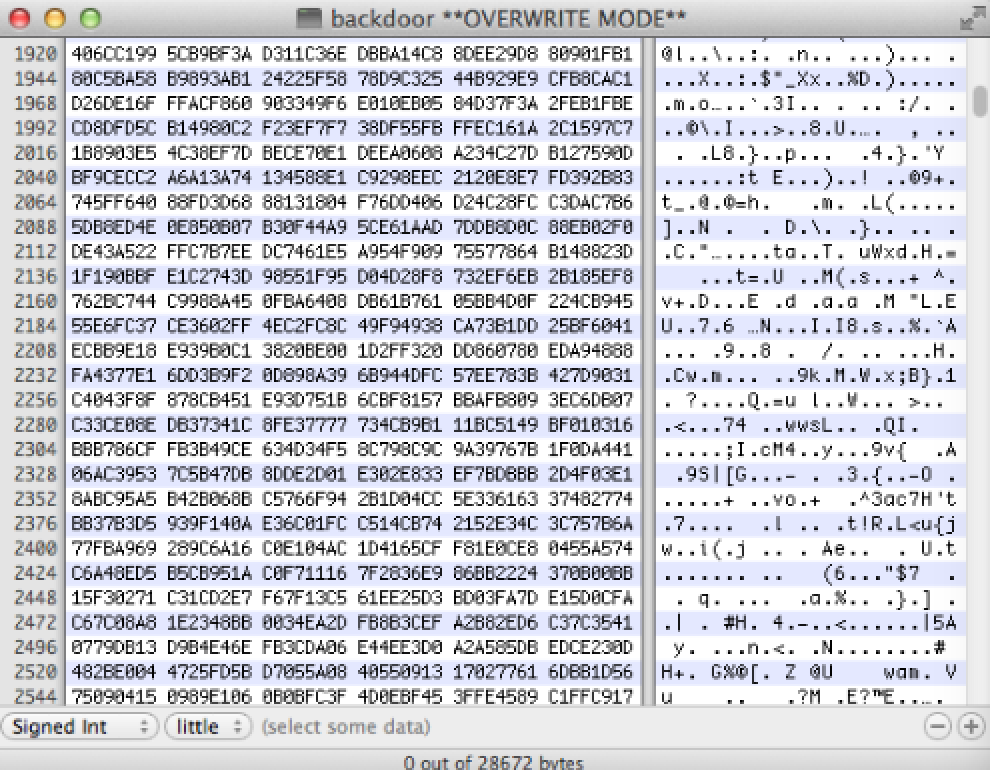 backdoor **OVERWRITE MODE**
1920 406CC199 5CB9BF3A D311C36E DBBA14C8 8DEE29D8 80901FB1 @l..\..:. .n.. ...)... .
1944 80C5BA58 B9893AB1 24225F58 78D9C325 44B929E9 CFB8CAC1 ...X..:.$"_Xx..%D.).....
1968 D26DE16F FFACF860 903349F6 E010EB05 84D37F3A 2FEB1FBE .m.o...`.3I.. . .. . :/. .
1992 CD8DFD5C B14980C2 F23EF7F7 38DF55FB FFEC161A 2C1597C7 ...\.I...>..8.U.... , ..
2016 1B8903E5 4C38EF7D BECE70E1 DEEA0608 A234C27D B127590D . .L8.}..p... .4.}.'Y
2040 BF9CECC2 A6A13A74 134588E1 C9298EEC 2120E8E7 FD392B83 ......:t E...)..! ..@9+.
2064 745FF640 88FD3D68 88131804 F76DD406 D24C28FC C3DAC7B6 t_.@.@=h. .m. .L(.....
2088 5DB8ED4E 0E850B07 B30F44A9 5CE61AAD 7DDB8D0C 88EB02F0 ]..N . . D.\. .}.. .. .
2112 DE43A522 FFC7B7EE DC7461E5 A954F909 75577864 B148823D .C.".....ta..T. uWxd.H.=
2136 1F190BBF E1C2743D 98551F95 D04D28F8 732EF6EB 2B185EF8 ...t=.U ..M(.s...+ ^.
2160 762BC744 C9988A45 0FBA6408 DB61B761 05BB4D0F 224CB945 v+.D...E .d .a.a .M "L.E
2184 55E6FC37 CE3602FF 4EC2FC8C 49F94938 CA73B1DD 25BF6041 U..7.6 …N...I.I8.s..%.`A
2208 ECBB9E18 E939B0C1 3820BE00 1D2FF320 DD860780 EDA94888 ... .9..8 . /. .. ...H.
2232 FA4377E1 6DD3B9F2 0D898A39 6B944DFC 57EE783B 427D9031 .Cw.m... ..9k.M.W.x;B}.1
2256 C4043F8F 878CB451 E93D751B 6CBF8157 BBAFB809 3EC6DB07 . ?....Q.=u l..W... >..
2280 C33CE08E DB37341C 8FE37777 734CB9B1 11BC5149 BF010316 .<...74 ..wwsL.. .QI.
2304 BBB786CF FB3B49CE 634D34F5 8C798C9C 9A39767B 1F0DA441 .....;I.cM4..y...9v{ .A
2328 06AC3953 7C5B47DB 8DDE2D01 E302E833 EF7BDBBB 2D4F03E1 .9S|[G...- . .3.{..-O .
2352 8ABC95A5 B42B068B C5766F94 2B1D04CC 5E336163 37482774 .....+ ..vo.+ .^3ac7H't
2376 BB37B3D5 939F140A E36C01FC C514CB74 2152E34C 3C757B6A .7.... .l .. .t!R.L<u{j
2400 77FBA969 289C6A16 C0E104AC 1D4165CF F81E0CE8 0455A574 w..i(.j .. . Ae.. . U.t
2424 C6A48ED5 B5CB951A C0F71116 7F2836E9 86BB2224 370B00BB ....... .. (6..."$7 .
2448 15F30271 C31CD2E7 F67F13C5 61EE25D3 BD03FA7D E15D0CFA . q. ... . .a.%.. .}.] .
2472 C67C08A8 1E2348BB 0034EA2D FB8B3CEF A2B82ED6 C37C3541 .| . #H. 4.-..<......|5A
2496 0779DB13 D9B4E46E FB3CDA06 E44EE3D0 A2A585DB EDCE230D y. ...n.<. .N........#
2520 482BE004 4725FD5B D7055A08 40550913 17027761 6DBB1D56 H+. G%@[. Z @U wam. V
2544 75090415 0989E106 0B0BFC3F 4D0EBF45 3FFE4589 C1FFC917 u .. .?M .E?™E.….
Signed Int little (select some data)
0 out of 28672 bytes